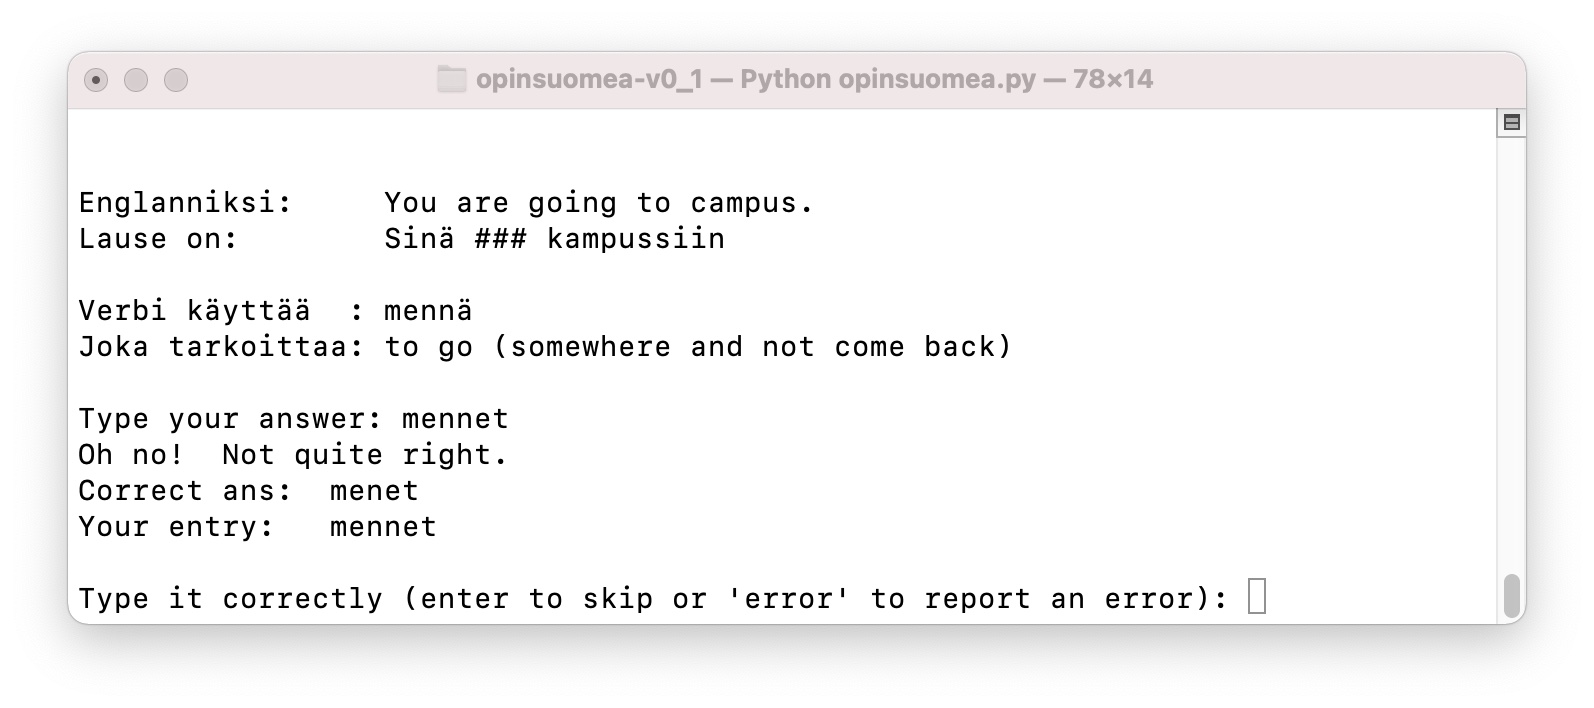 opinsuomea-v0_1 — Python opinsuomea.py — 78×14
Englanniksi: You are going to campus.
Lause on: Sinä ### kampussiin
Verbi käyttää : mennä
Joka tarkoittaa: to go (somewhere and not come back)
Type your answer: mennet
Oh no! Not quite right.
Correct ans: menet
Your entry: mennet
Type it correctly (enter to skip or 'error' to report an error):